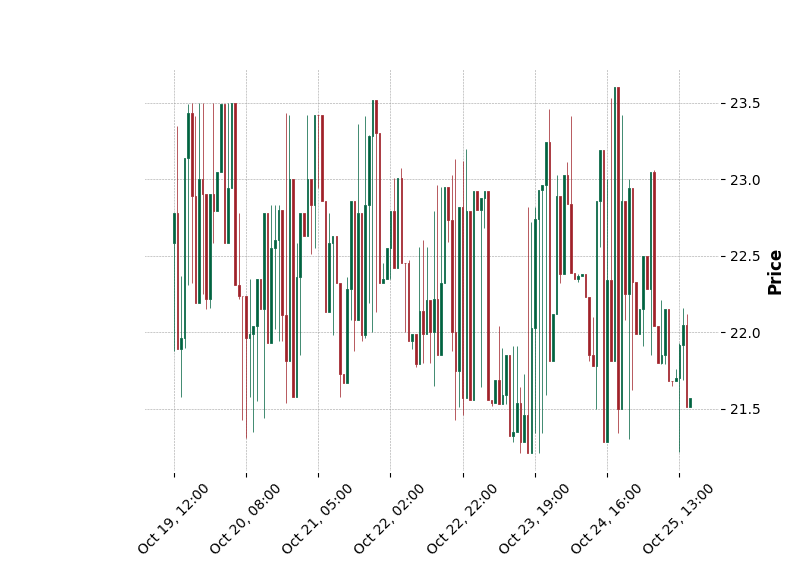 23.5
23.0
22.5
22.0
21.5
Price
Oct 19, 12:00
Oct 20, 08:00
Oct 21, 05:00
Oct 22, 02:00
Oct 22, 22:00
Oct 23, 19:00
Oct 24, 16:00
Oct 25, 13:00